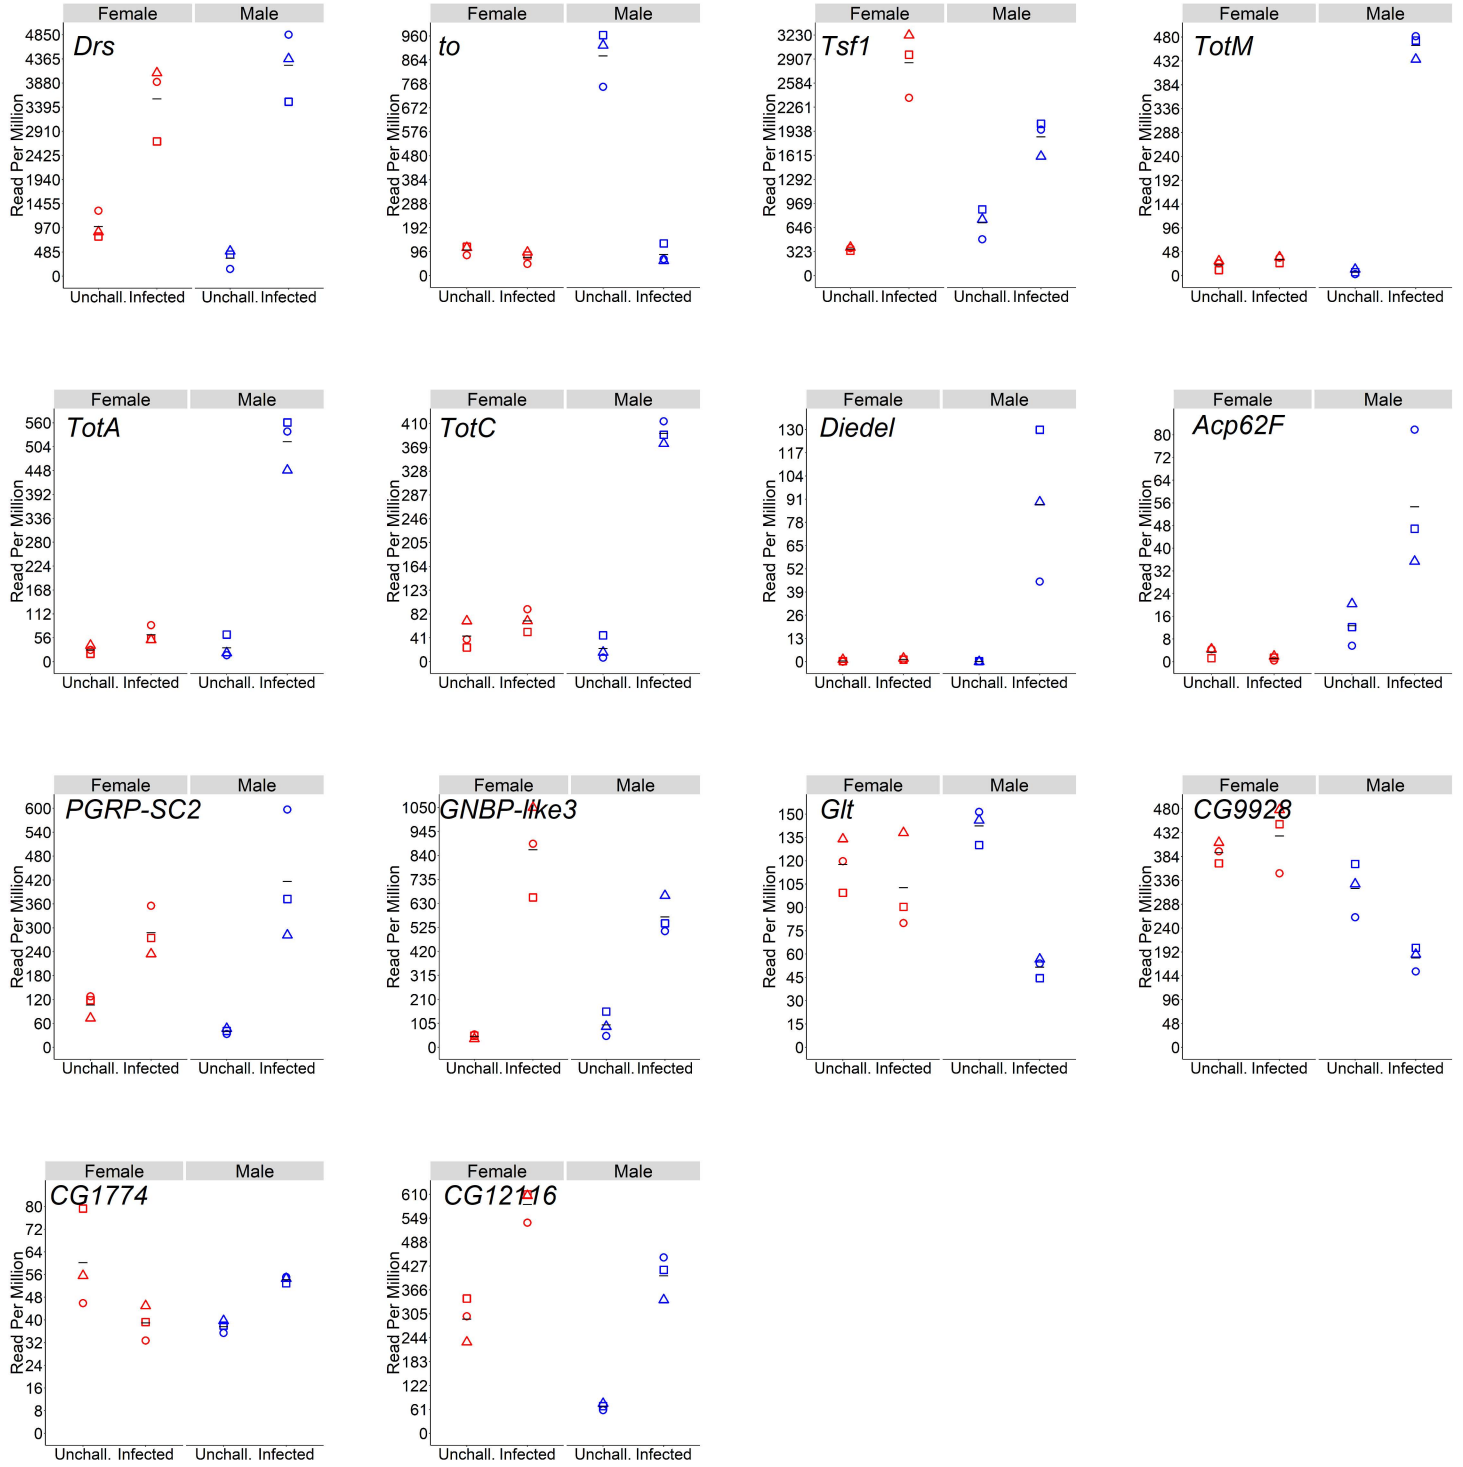 Female Male
Drs
Read Per Million
4850
4365
3880
3395
2910
2425
1940
1455
970
485
0
Unchall. Infected Unchall. Infected
Female Male
to
Read Per Million
960
864
768
672
576
480
384
288
192
96
0
Unchall. Infected Unchall. Infected
Female Male
Tsf1
Read Per Million
3230
2907
2584
2261
1938
1615
1292
969
646
323
0
Unchall. Infected Unchall. Infected
Female Male
TotM
Read Per Million
480
432
384
336
288
240
192
144
96
48
0
Unchall. Infected Unchall. Infected
Female Male
TotA
Read Per Million
560
504
448
392
336
280
224
168
112
56
0
Unchall. Infected Unchall. Infected
Female Male
TotC
Read Per Million
410
369
328
287
246
205
164
123
82
41
0
Unchall. Infected Unchall. Infected
Female Male
Diedel
Read Per Million
130
117
104
91
78
65
52
39
26
13
0
Unchall. Infected Unchall. Infected
Female Male
Acp62F
Read Per Million
80
72
64
56
48
40
32
24
16
8
0
Unchall. Infected Unchall. Infected
Female Male
PGRP-SC2
Read Per Million
600
540
480
420
360
300
240
180
120
60
0
Unchall. Infected Unchall. Infected
Female Male
GNBP-like3
Read Per Million
1050
945
840
735
630
525
420
315
210
105
0
Unchall. Infected Unchall. Infected
Female Male
Glt
Read Per Million
150
135
120
105
90
75
60
45
30
15
0
Unchall. Infected Unchall. Infected
Female Male
CG9928
Read Per Million
480
432
384
336
288
240
192
144
96
48
0
Unchall. Infected Unchall. Infected
Female Male
CG1774
Read Per Million
80
72
64
56
48
40
32
24
16
8
0
Unchall. Infected Unchall. Infected
Female Male
CG12116
Read Per Million
610
549
488
427
366
305
244
183
122
61
0
Unchall. Infected Unchall. Infected